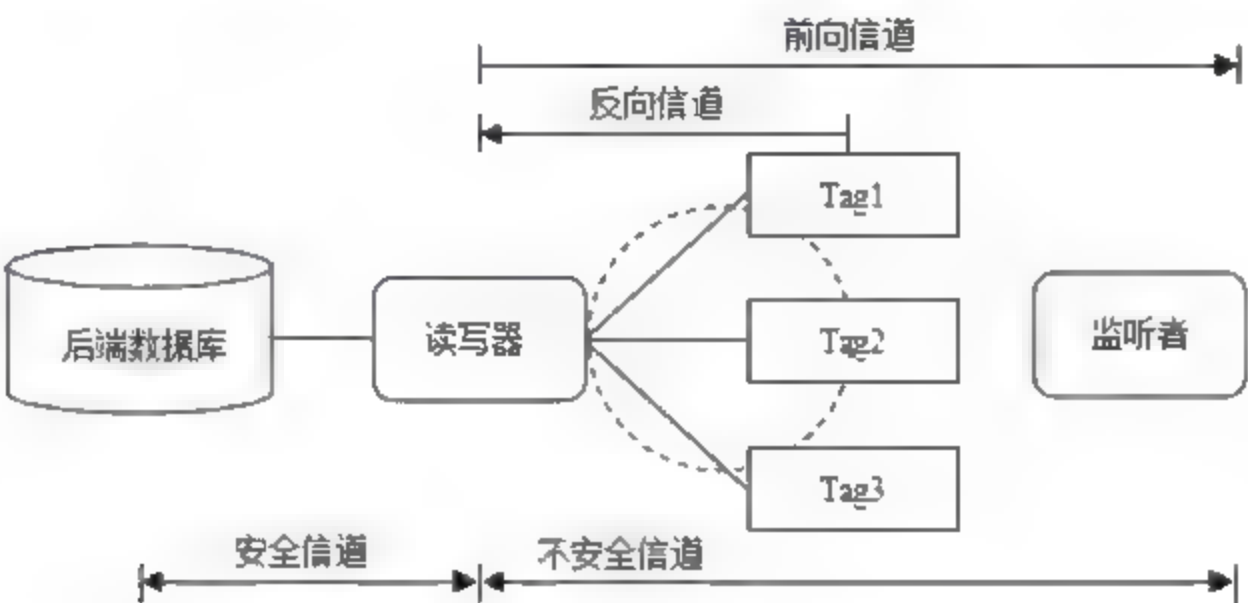 前向信道
反向信道
Tag1
后端数据库
读写器
Tag2
监听者
Tag3
安全信道
不安全信道